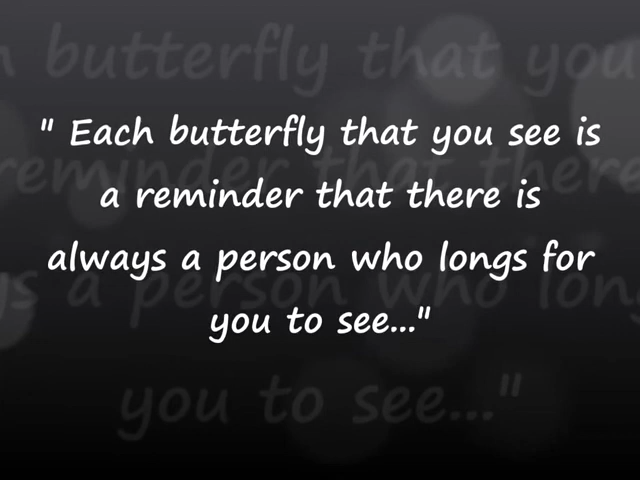 " Each butterfly that you see is
a reminder that there is
always a person who longs for
you to see..."